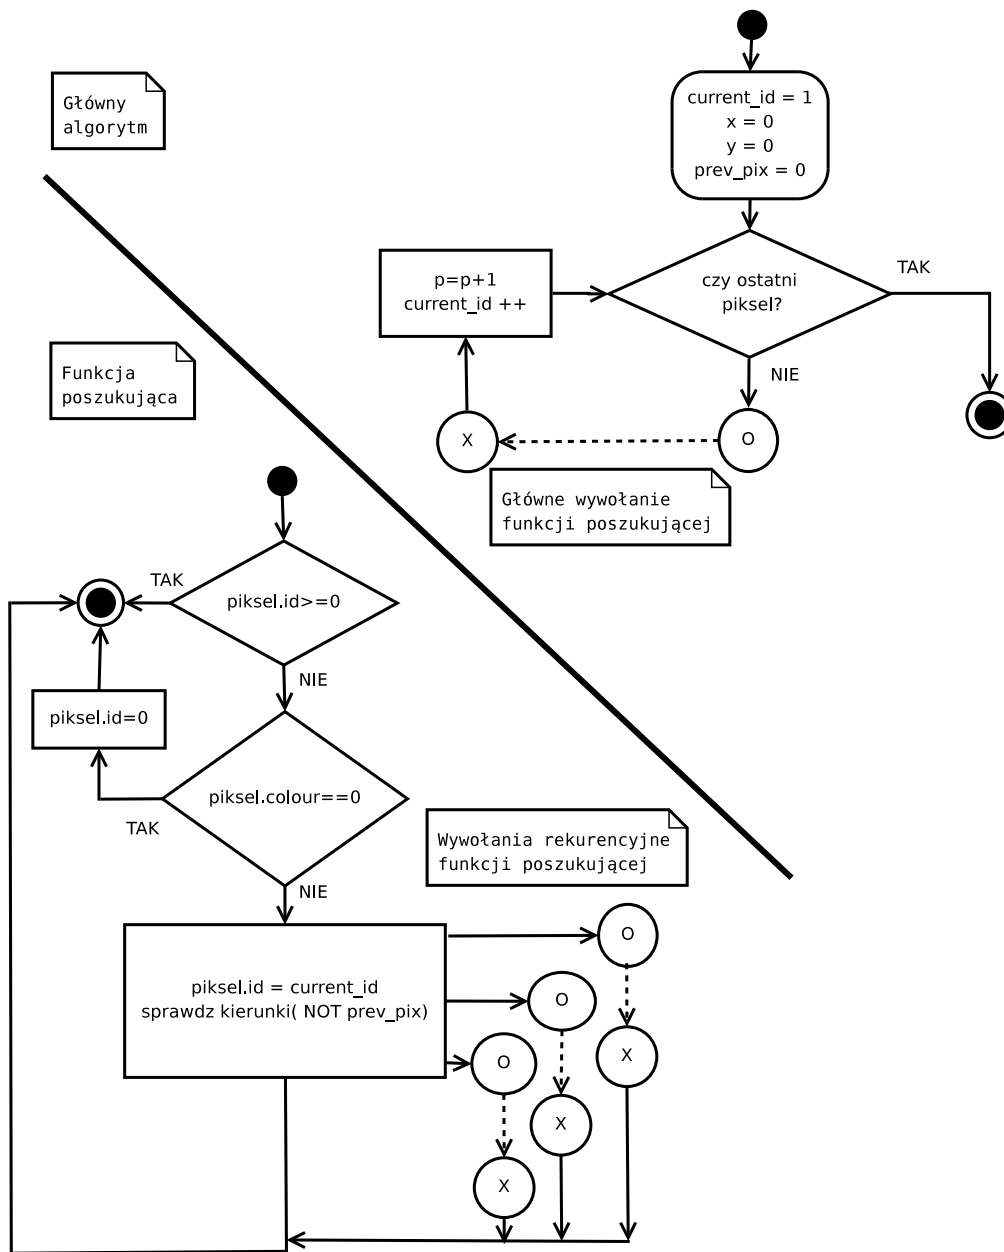 Główny
algorytm
current_id = 1
x = 0
y = 0
prev_pix = 0
czy ostatni
piksel?
TAK
NIE
p=p+1
current_id ++
X
O
Główne wywołanie
funkcji poszukującej
Funkcja
poszukująca
piksel.id>=0
TAK
NIE
piksel.id=0
piksel.colour==0
TAK
NIE
Wywołania rekurencyjne
funkcji poszukującej
piksel.id = current_id
sprawdz kierunki( NOT prev_pix)
O
O
O
X
X
X